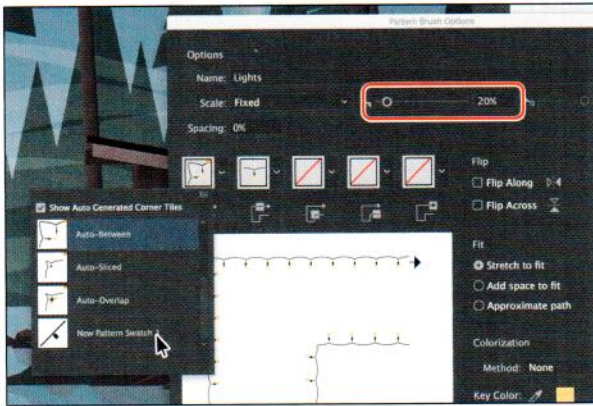 Pattern Brush Options
Options
Name: Lights
Scale: Fixed
20%
Spacing: 0%
Show Auto Generated Corner Tiles
Auto-Between
Auto-Sliced
Auto-Overlap
New Pattern Swatch 1
Flip
Flip Along
Flip Across
Fit
Stretch to fit
Add space to fit
Approximate path
Colorization
Method: None
Key Color: